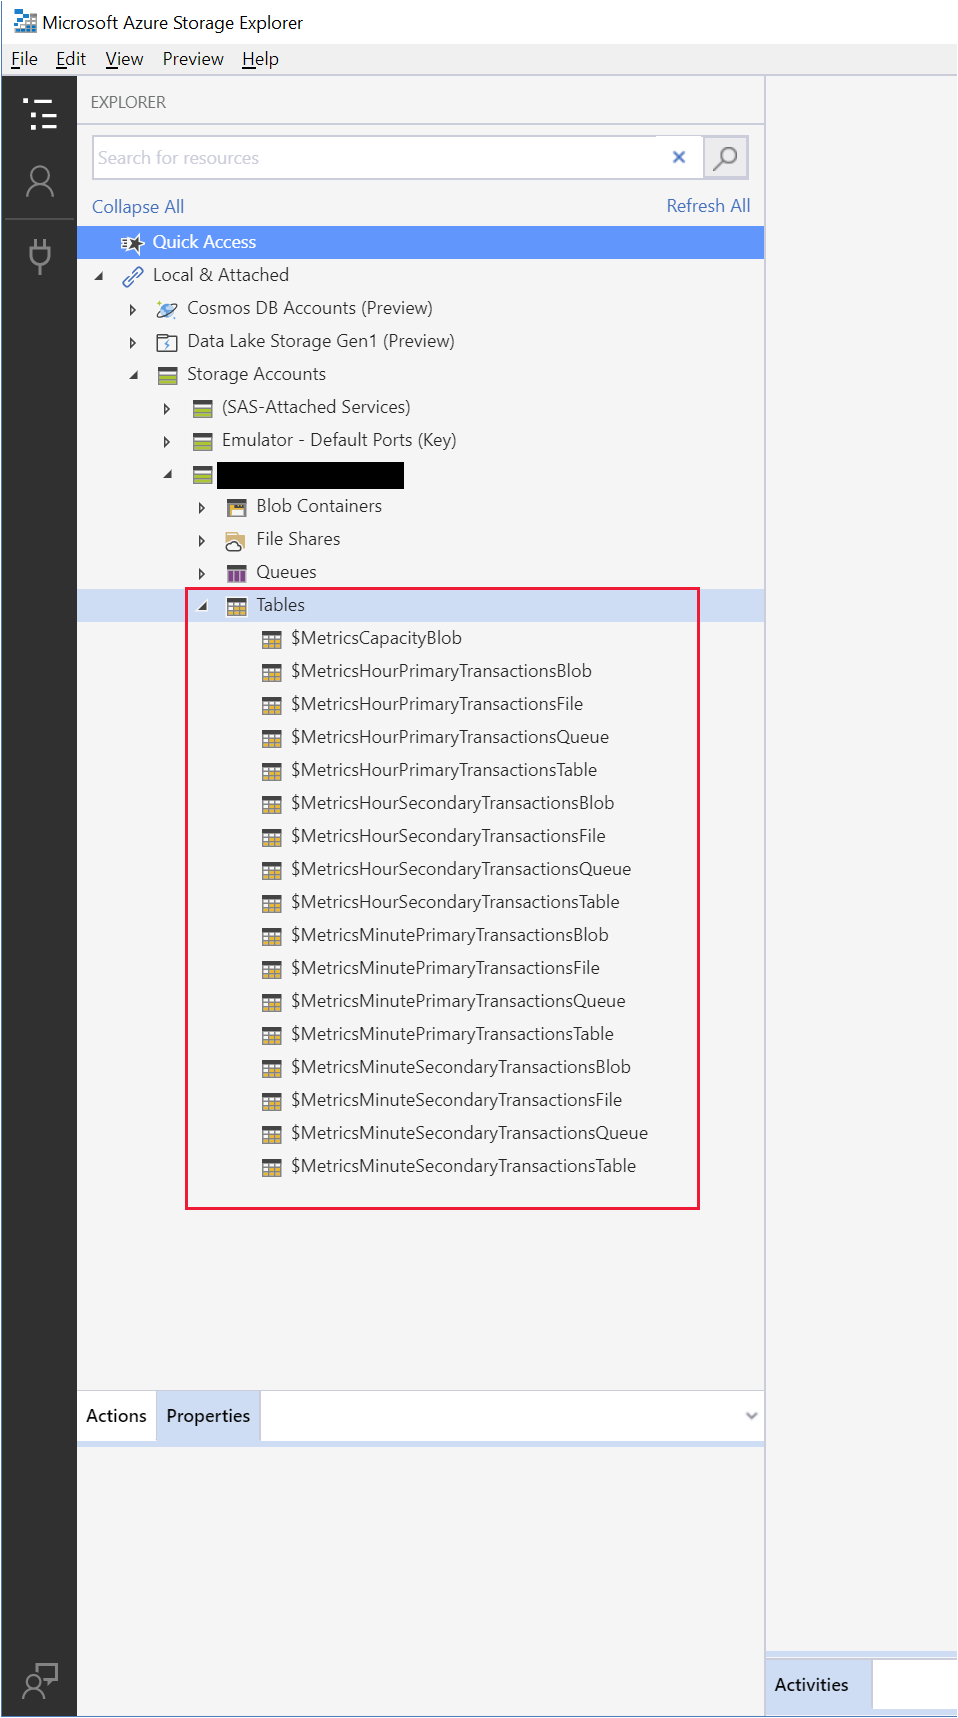 Microsoft Azure Storage Explorer
File Edit View Preview Help
EXPLORER
Search for resources
Collapse All Refresh All
Quick Access
Local & Attached
Cosmos DB Accounts (Preview)
Data Lake Storage Gen1 (Preview)
Storage Accounts
(SAS-Attached Services)
Emulator - Default Ports (Key)
Blob Containers
File Shares
Queues
Tables
$MetricsCapacityBlob
$MetricsHourPrimaryTransactionsBlob
$MetricsHourPrimaryTransactionsFile
$MetricsHourPrimaryTransactionsQueue
$MetricsHourPrimaryTransactionsTable
$MetricsHourSecondaryTransactionsBlob
$MetricsHourSecondaryTransactionsFile
$MetricsHourSecondaryTransactionsQueue
$MetricsHourSecondaryTransactionsTable
$MetricsMinutePrimaryTransactionsBlob
$MetricsMinutePrimaryTransactionsFile
$MetricsMinutePrimaryTransactionsQueue
$MetricsMinutePrimaryTransactionsTable
$MetricsMinuteSecondaryTransactionsBlob
$MetricsMinuteSecondaryTransactionsFile
$MetricsMinuteSecondaryTransactionsQueue
$MetricsMinuteSecondaryTransactionsTable
Actions Properties
Activities